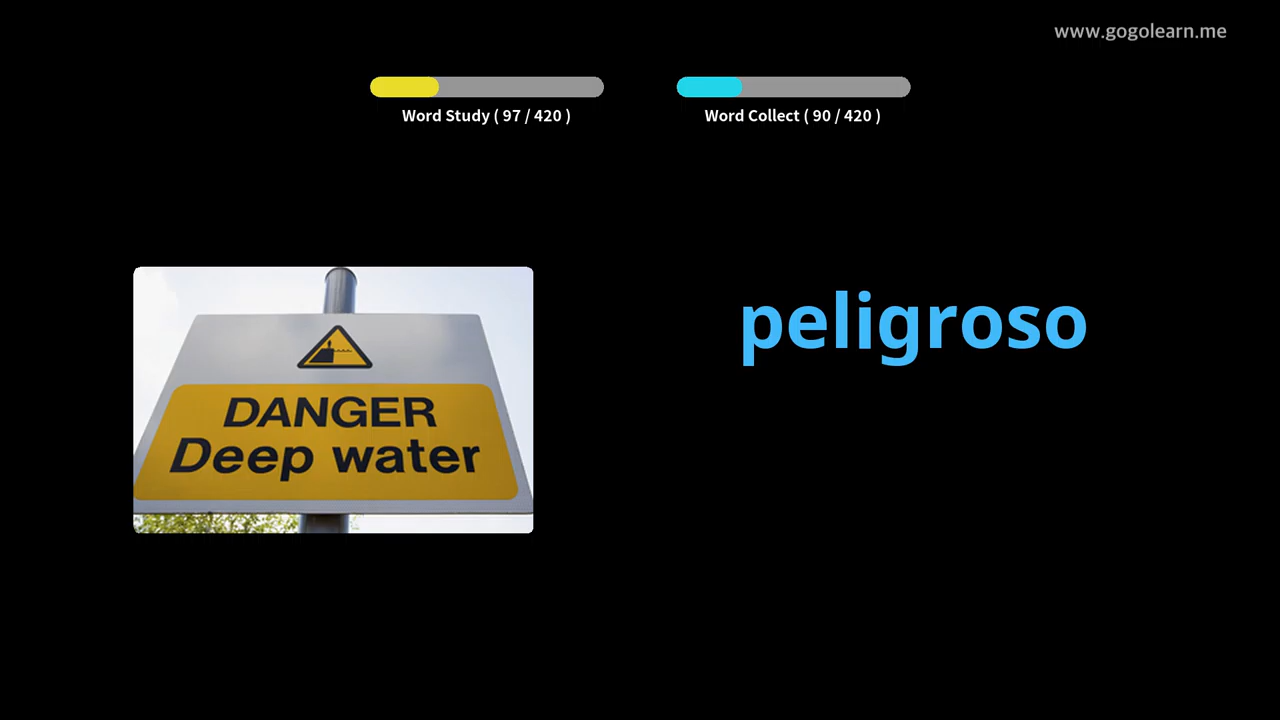 www.gogolearn.me
Word Study ( 97 / 420 )
Word Collect ( 90 / 420 )
DANGER
Deep water
peligroso